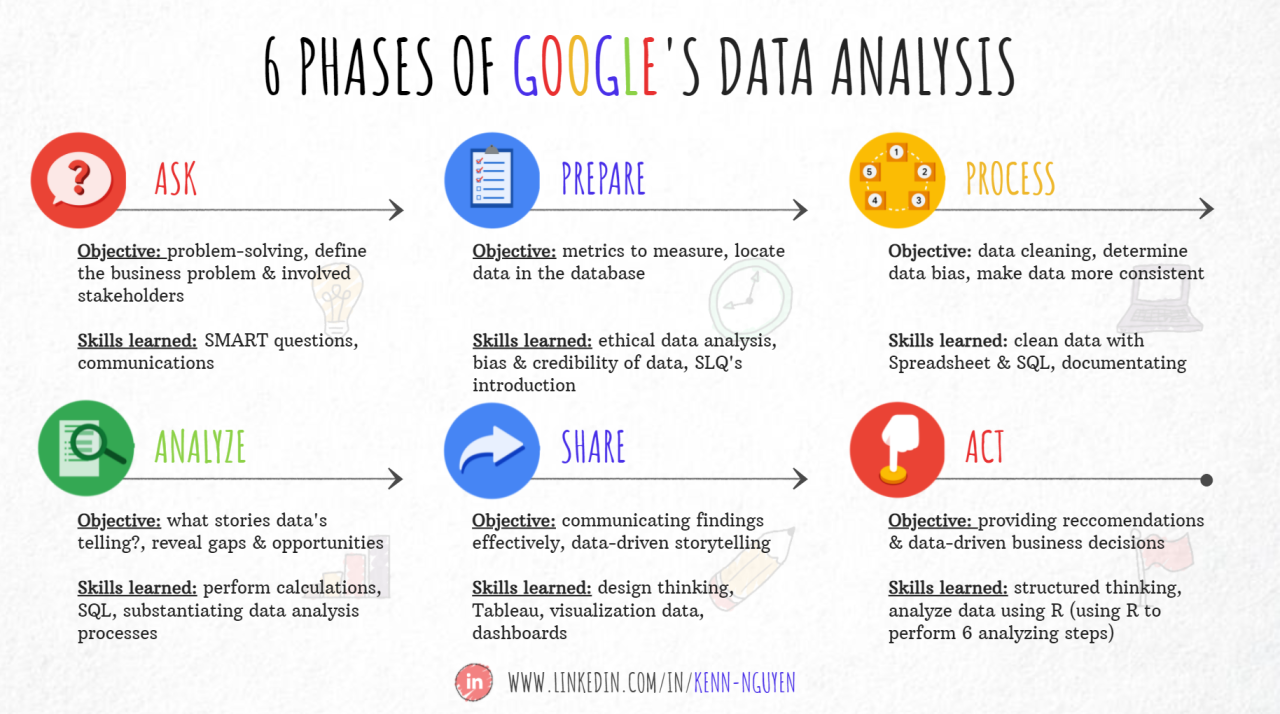 6 PHASES OF GOOGLE'S DATA ANALYSIS
ASK
Objective: problem-solving, define
the business problem & involved
stakeholders
Skills learned: SMART questions,
communications
PREPARE
Objective: metrics to measure, locate
data in the database
Skills learned: ethical data analysis,
bias & credibility of data, SLQ's
introduction
1
2
3
4
5
PROCESS
Objective: data cleaning, determine
data bias, make data more consistent
Skills learned: clean data with
Spreadsheet & SQL, documentating
ANALYZE
Objective: what stories data's
telling?, reveal gaps & opportunities
Skills learned: perform calculations,
SQL, substantiating data analysis
processes
SHARE
Objective: communicating findings
effectively, data-driven storytelling
Skills learned: design thinking,
Tableau, visualization data,
dashboards
ACT
Objective: providing reccomendations
& data-driven business decisions
Skills learned: structured thinking,
analyze data using R (using R to
perform 6 analyzing steps)
in
WWW.LINKEDIN.COM/IN/KENN-NGUYEN